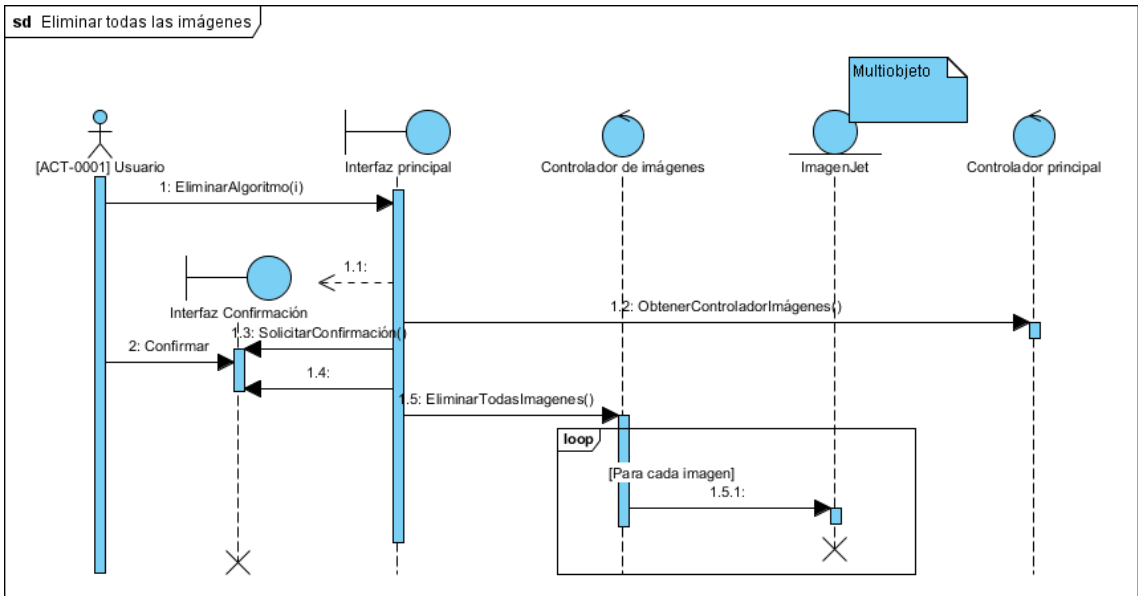 sd Eliminar todas las imágenes
Multiobjeto
[ACT-0001] Usuario
Interfaz principal
Controlador de imágenes
ImagenJet
Controlador principal
1: EliminarAlgoritmo(i)
1.1:
Interfaz Confirmación
1.2: ObtenerControladorImágenes()
1.3: SolicitarConfirmación()
2: Confirmar
1.4:
1.5: EliminarTodasImagenes()
loop
[Para cada imagen]
1.5.1: